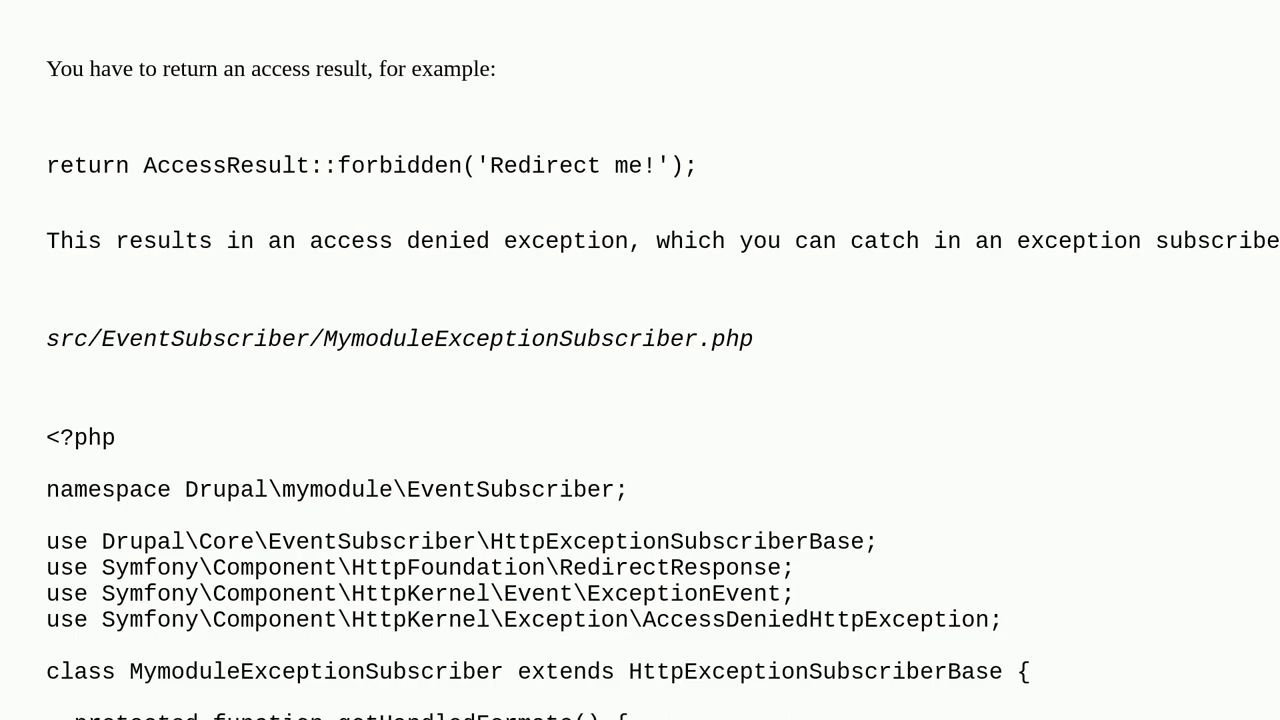 You have to return an access result, for example:
return AccessResult::forbidden('Redirect me!');
This results in an access denied exception, which you can catch in an exception subscribe
src/EventSubscriber/MymoduleExceptionSubscriber.php
<?php
namespace Drupal\mymodule\EventSubscriber;
use Drupal\Core\EventSubscriber\HttpExceptionSubscriberBase;
use Symfony\Component\HttpFoundation\RedirectResponse;
use Symfony\Component\HttpKernel\Event\ExceptionEvent;
use Symfony\Component\HttpKernel\Exception\AccessDeniedHttpException;
class MymoduleExceptionSubscriber extends HttpExceptionSubscriberBase {
protected function getHandledFormats() {